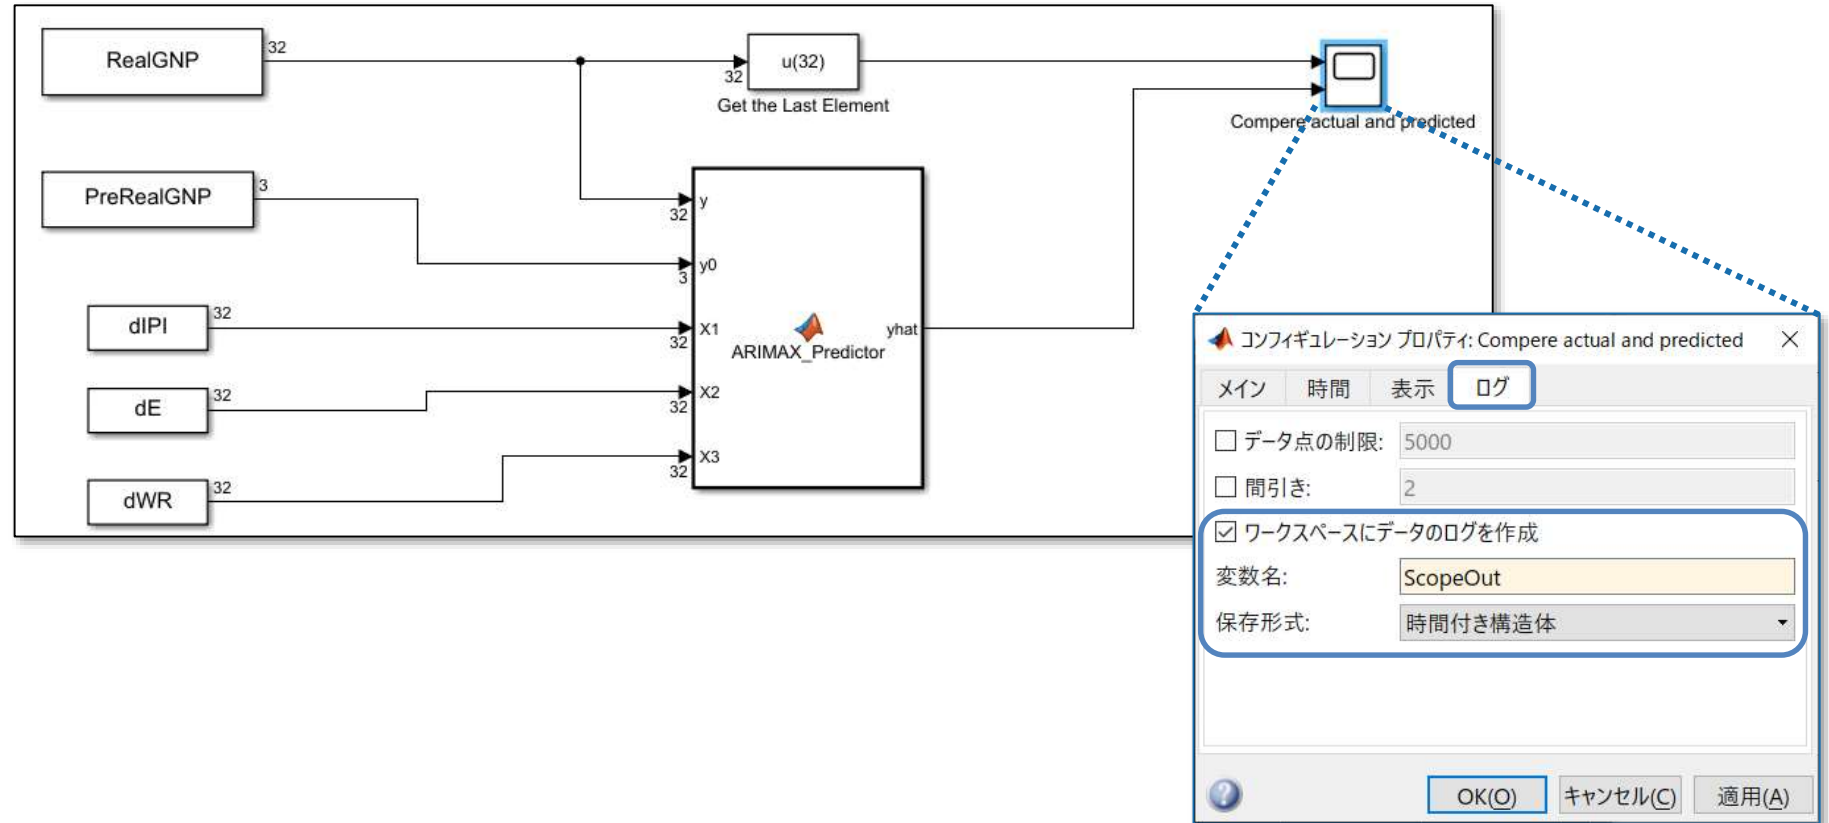 RealGNP
32
32
u(32)
Get the Last Element
Compere actual and predicted
PreRealGNP
3
32
y
3
y0
dIPI
32
32
X1
ARIMAX_Predictor
yhat
dE
32
32
X2
dWR
32
32
X3
コンフィギュレーション プロパティ: Compere actual and predicted
メイン 時間 表示 ログ
データ点の制限: 5000
間引き: 2
ワークスペースにデータのログを作成
変数名: ScopeOut
保存形式: 時間付き構造体
?
OK(O) キャンセル(C) 適用(A)